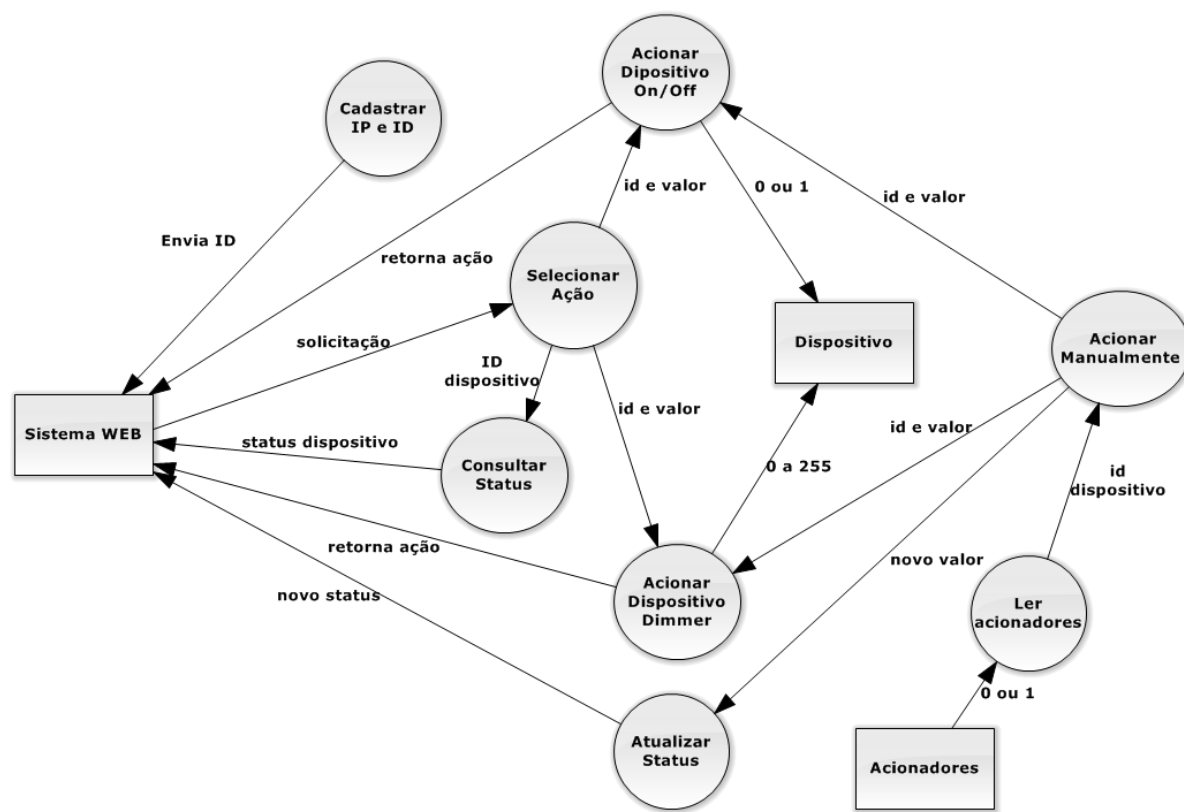 Acionar
Dipositivo
On/Off
Cadastrar
IP e ID
id e valor
0 ou 1
id e valor
Envia ID
retorna ação
Selecionar
Ação
solicitação
Dispositivo
Acionar
Manualmente
ID
dispositivo
id e valor
id e valor
Sistema WEB
status dispositivo
Consultar
Status
0 a 255
id
dispositivo
retorna ação
novo valor
novo status
Acionar
Dispositivo
Dimmer
Ler
acionadores
0 ou 1
Atualizar
Status
Acionadores